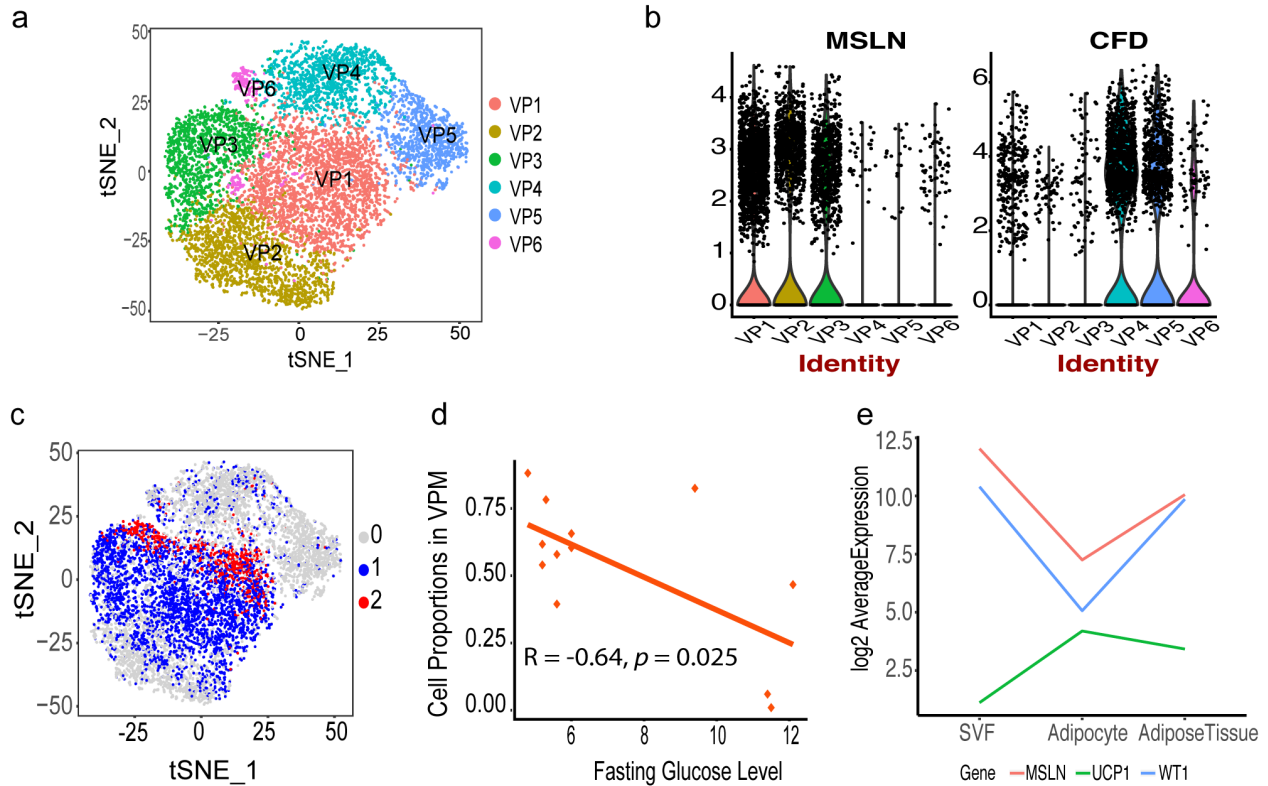 a
50
25
0
−25
−50
tSNE_2
VP4
VP6
VP5
VP3
VP1
VP2
−25 0 25 50
tSNE_1
VP1
VP2
VP3
VP4
VP5
VP6
b
MSLN
4
3
2
1
0
VP1 VP2 VP3 VP4 VP5 VP6
Identity
CFD
6
4
2
0
VP1 VP2 VP3 VP4 VP5 VP6
Identity
c
50
25
0
−25
−50
tSNE_2
-25 0 25 50
tSNE_1
0
1
2
d
Cell Proportions in VPM
0.75
0.50
0.25
0.00
R = -0.64, p = 0.025
6 8 10 12
Fasting Glucose Level
e
log2 AverageExpression
12.5
10.0
7.5
5.0
2.5
SVF Adipocyte AdiposeTissue
Gene MSLN UCP1 WT1